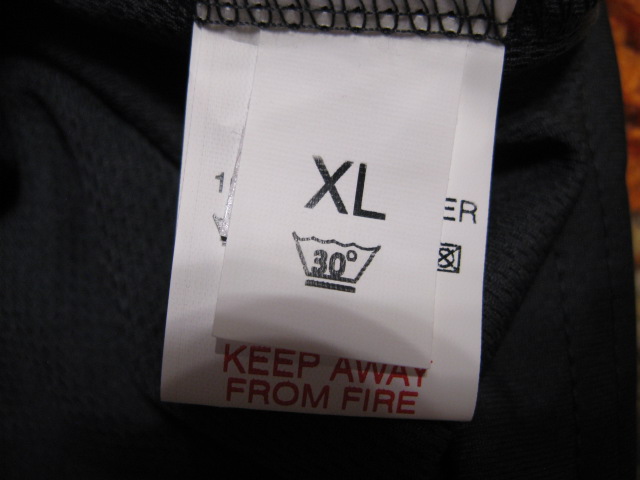 XL
30°
KEEP AWAY
FROM FIRE